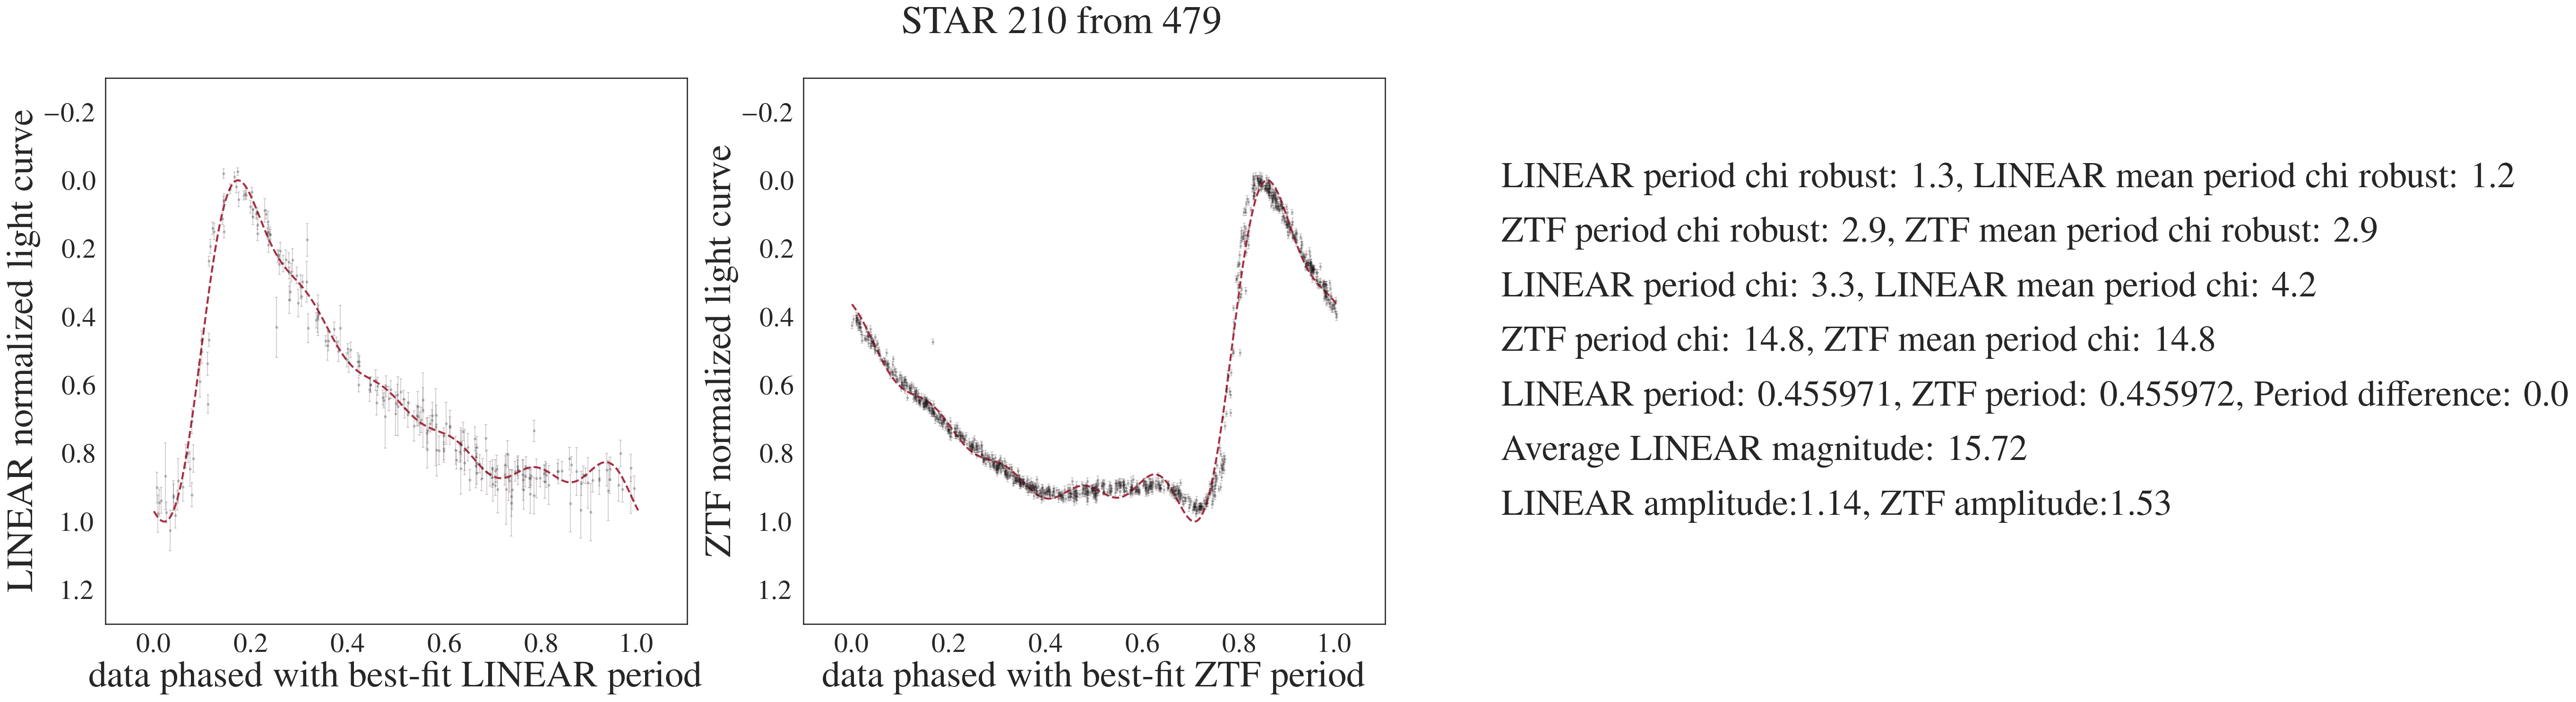 STAR 210 from 479
LINEAR normalized light curve
−0.2
0.0
0.2
0.4
0.6
0.8
1.0
1.2
0.0 0.2 0.4 0.6 0.8 1.0
data phased with best-fit LINEAR period
ZTF normalized light curve
−0.2
0.0
0.2
0.4
0.6
0.8
1.0
1.2
0.0 0.2 0.4 0.6 0.8 1.0
data phased with best-fit ZTF period
LINEAR period chi robust: 1.3, LINEAR mean period chi robust: 1.2
ZTF period chi robust: 2.9, ZTF mean period chi robust: 2.9
LINEAR period chi: 3.3, LINEAR mean period chi: 4.2
ZTF period chi: 14.8, ZTF mean period chi: 14.8
LINEAR period: 0.455971, ZTF period: 0.455972, Period difference: 0.0
Average LINEAR magnitude: 15.72
LINEAR amplitude:1.14, ZTF amplitude:1.53